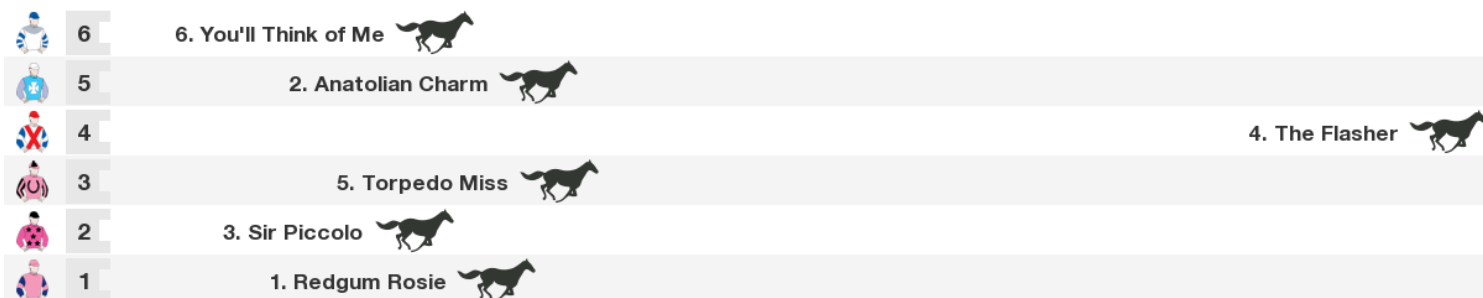 6 6. You'll Think of Me
5 2. Anatolian Charm
4 4. The Flasher
3 5. Torpedo Miss
2 3. Sir Piccolo
1 1. Redgum Rosie